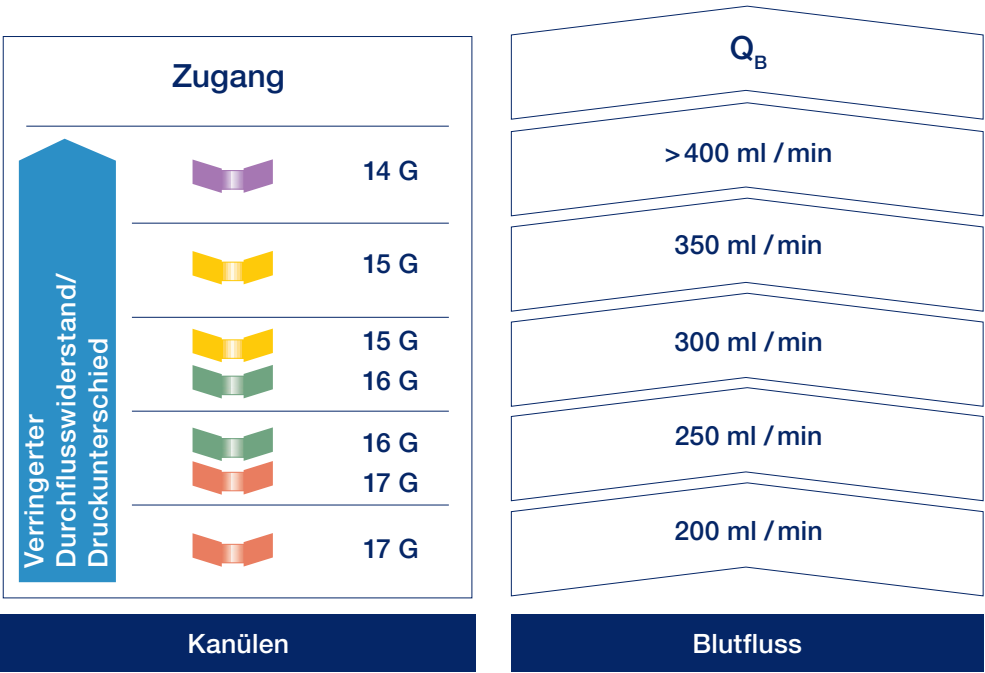 Zugang
14 G
15 G
15 G
16 G
16 G
17 G
17 G
Verringerter
Durchflusswiderstand/
Druckunterschied
Kanülen
QB
>400 ml / min
350 ml / min
300 ml / min
250 ml / min
200 ml / min
Blutfluss